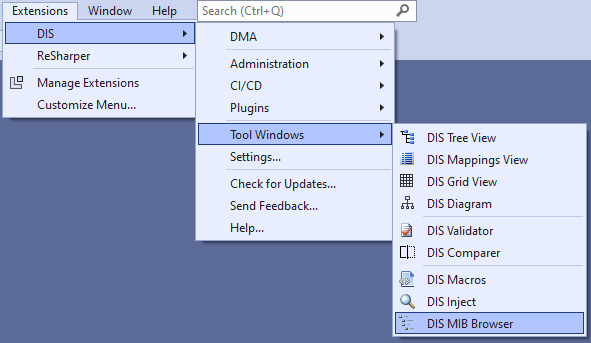 Extensions Window Help Search (Ctrl+Q)
DIS
ReSharper
Manage Extensions
Customize Menu...
DMA
Administration
CI/CD
Plugins
Tool Windows
Settings...
Check for Updates...
Send Feedback...
Help...
DIS Tree View
DIS Mappings View
DIS Grid View
DIS Diagram
DIS Validator
DIS Comparer
DIS Macros
DIS Inject
DIS MIB Browser